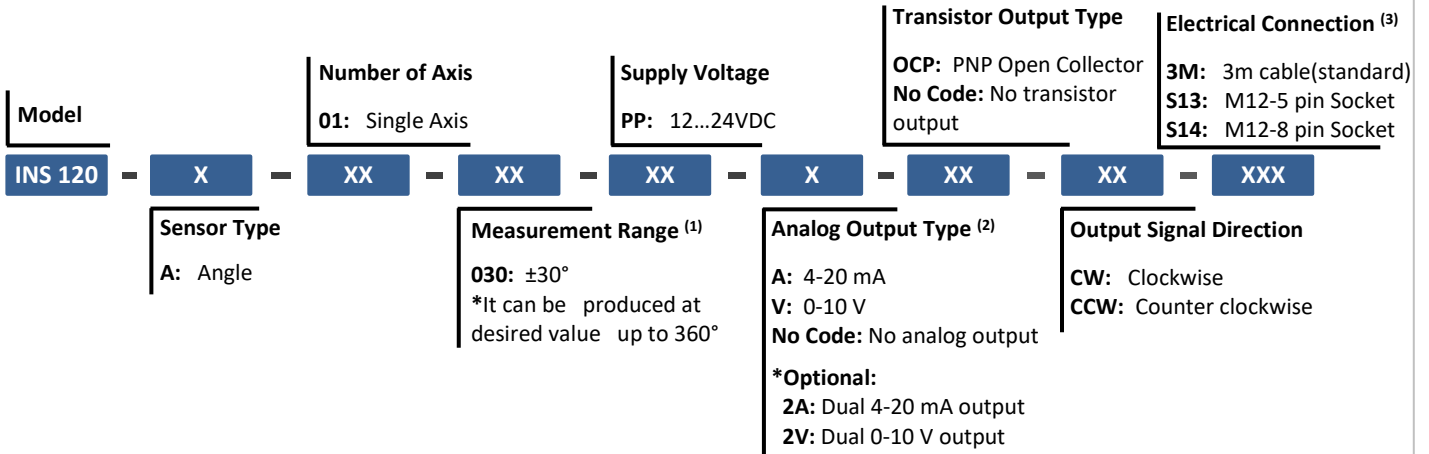 Model
Number of Axis
01: Single Axis
Supply Voltage
PP: 12...24VDC
Transistor Output Type
OCP: PNP Open Collector
No Code: No transistor
output
Electrical Connection (3)
3M: 3m cable(standard)
S13: M12-5 pin Socket
S14: M12-8 pin Socket
INS 120 - X - XX - XX - XX - X - XX - XX - XXX
Sensor Type
A: Angle
Measurement Range (1)
030: ±30°
*It can be produced at
desired value up to 360°
Analog Output Type (2)
A: 4-20 mA
V: 0-10 V
No Code: No analog output
*Optional:
2A: Dual 4-20 mA output
2V: Dual 0-10 V output
Output Signal Direction
CW: Clockwise
CCW: Counter clockwise